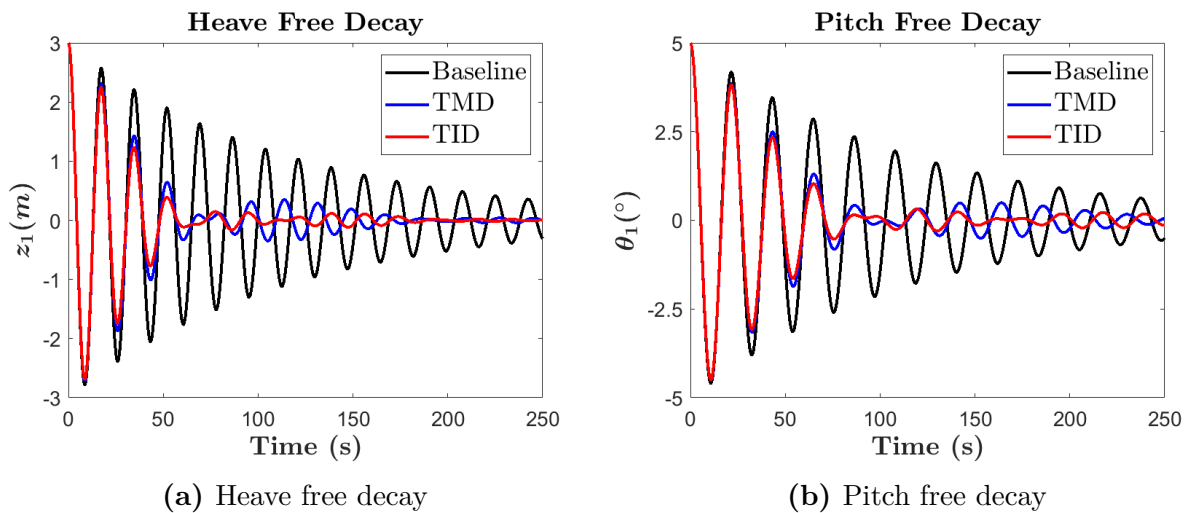 Heave Free Decay
3
2
1
0
-1
-2
-3
z₁(m)
0 50 100 150 200 250
Time (s)
Baseline
TMD
TID
(a) Heave free decay
Pitch Free Decay
5
2.5
0
-2.5
-5
θ₁(°)
0 50 100 150 200 250
Time (s)
Baseline
TMD
TID
(b) Pitch free decay